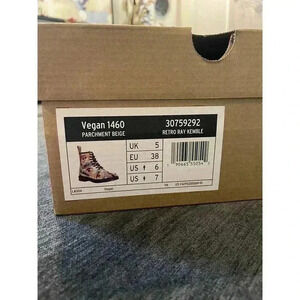 Vegan 1460
30759292
PARCHMENT BEIGE
RETRO RAY KEMBLE
UK 5
EU 38
US 6
US 7